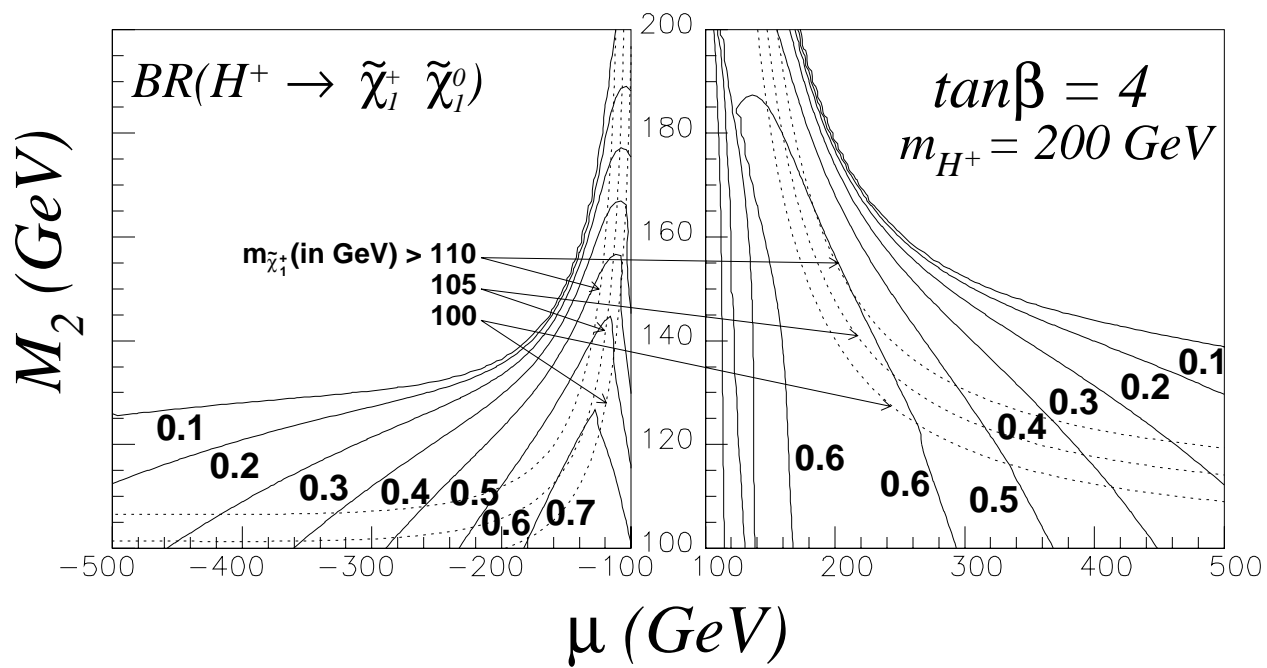 BR(H⁺ → χ̃₁⁺ χ̃₁⁰)
tanβ = 4
m_H⁺ = 200 GeV
M₂ (GeV)
200
180
160
140
120
100
m_χ̃₁⁺(in GeV) > 110
105
100
0.1
0.2
0.3
0.4
0.5
0.6
0.7
0.6
0.6
0.5
0.4
0.3
0.2
0.1
−500 −400 −300 −200 −100
100 200 300 400 500
μ (GeV)